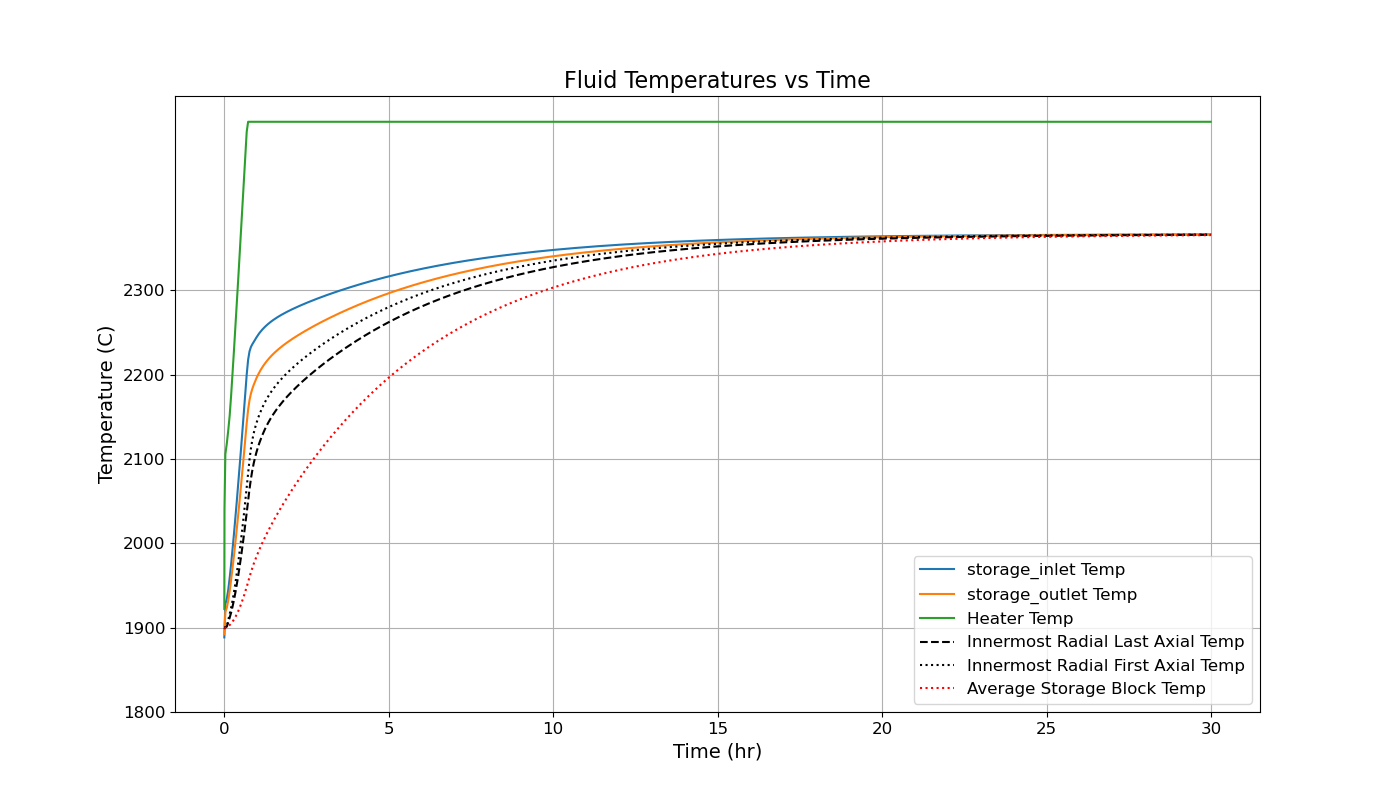 Fluid Temperatures vs Time
Temperature (C)
2300
2200
2100
2000
1900
1800
0 5 10 15 20 25 30
Time (hr)
storage_inlet Temp
storage_outlet Temp
Heater Temp
Innermost Radial Last Axial Temp
Innermost Radial First Axial Temp
Average Storage Block Temp